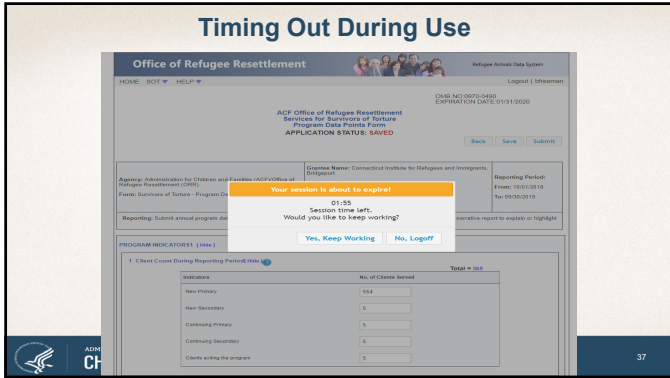 Timing Out During Use
Office of Refugee Resettlement
Refugee Arrivals Data System
HOME SOT HELP
Logout | bfreeman
OMB NO:0970-0490
EXPIRATION DATE:01/31/2020
ACF Office of Refugee Resettlement
Services for Survivors of Torture
Program Data Points Form
APPLICATION STATUS: SAVED
Back Save Submit
Agency: Administration for Children and Families (ACF)/Office of Refugee Resettlement (ORR)
Form: Survivors of Torture - Program Da
Grantee Name: Connecticut Institute for Refugees and Immigrants,
Bridgeport
Reporting Period:
From: 10/01/2018
To: 09/30/2019
Your session is about to expire!
01:55
Session time left.
Would you like to keep working?
Yes, Keep Working No, Logoff
Reporting: Submit annual program dat
narrative report to explain or highlight
PROGRAM INDICATORS1 ( Hide )
1 Client Count During Reporting Period( Hide )
Total = 569
Indicators No. of Clients Served
New Primary 554
New Secondary
Continuing Primary 5
Continuing Secondary
Clients exiting the program 5
ADM
CH
37